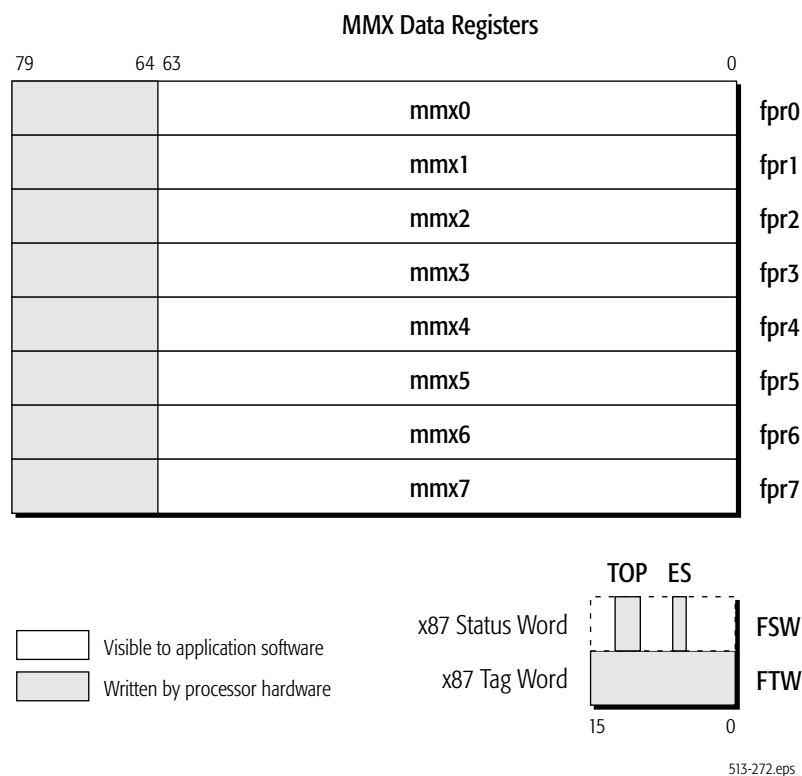 MMX Data Registers
79 64 63 0
mmx0 fpr0
mmx1 fpr1
mmx2 fpr2
mmx3 fpr3
mmx4 fpr4
mmx5 fpr5
mmx6 fpr6
mmx7 fpr7
TOP ES
x87 Status Word FSW
Visible to application software
x87 Tag Word FTW
Written by processor hardware
15 0
513-272.eps